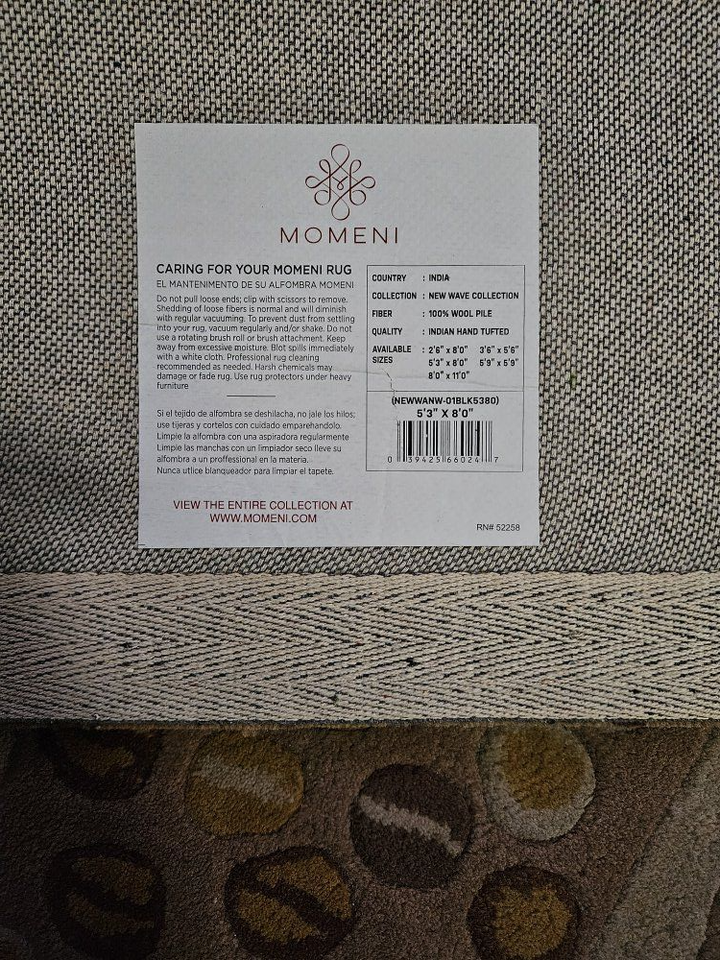 MOMENI
CARING FOR YOUR MOMENI RUG
EL MANTENIMENTO DE SU ALFOMBRA MOMENI
Do not pull loose ends; clip with scissors to remove.
Shedding of loose fibers is normal and will diminish
with regular vacuuming. To prevent dust from settling
into your rug, vacuum regularly and/or shake. Do not
use a rotating brush roll or brush attachment. Keep
away from excessive moisture. Blot spills immediately
with a white cloth. Professional rug cleaning
recommended as needed. Harsh chemicals may
damage or fade rug. Use rug protectors under heavy
furniture
Si el tejido de alfombra se deshilacha, no jale los hilos;
use tijeras y cortelos con cuidado emparehandolo.
Limpie la alfombra con una aspiradora regularmente
Limpie las manchas con un limpiador seco lleve su
alfombra a un proffessional en la materia.
Nunca utlice blanqueador para limpiar el tapete.
VIEW THE ENTIRE COLLECTION AT
WWW.MOMENI.COM
COUNTRY : INDIA
COLLECTION : NEW WAVE COLLECTION
FIBER : 100% WOOL PILE
QUALITY : INDIAN HAND TUFTED
AVAILABLE SIZES : 2'6" x 8'0" 3'6" x 5'6"
5'3" x 8'0" 5'9" x 5'9"
8'0" x 11'0"
(NEWWANW-01BLK5380)
5'3" X 8'0"
0 39425 66024 7
RN# 52258